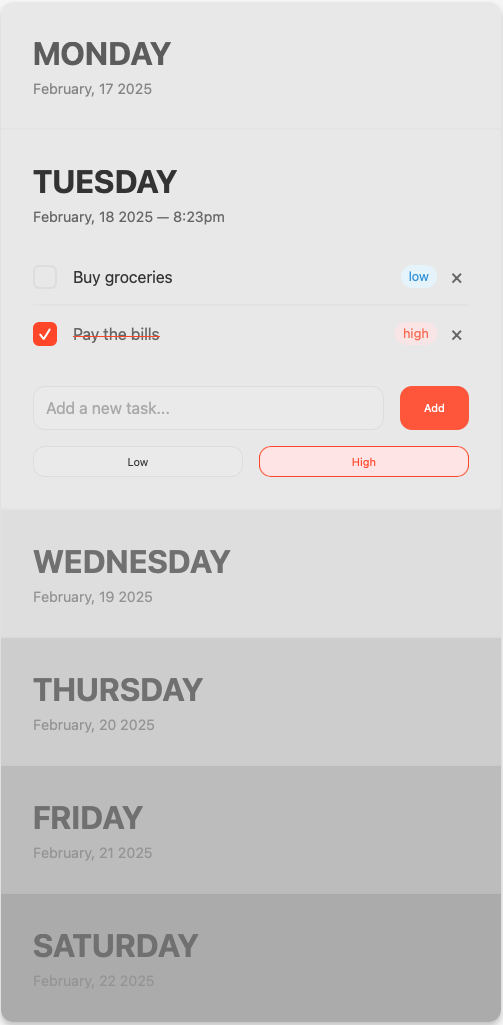 MONDAY
February, 17 2025
TUESDAY
February, 18 2025 — 8:23pm
Buy groceries low ×
Pay the bills high ×
Add a new task... Add
Low High
WEDNESDAY
February, 19 2025
THURSDAY
February, 20 2025
FRIDAY
February, 21 2025
SATURDAY
February, 22 2025